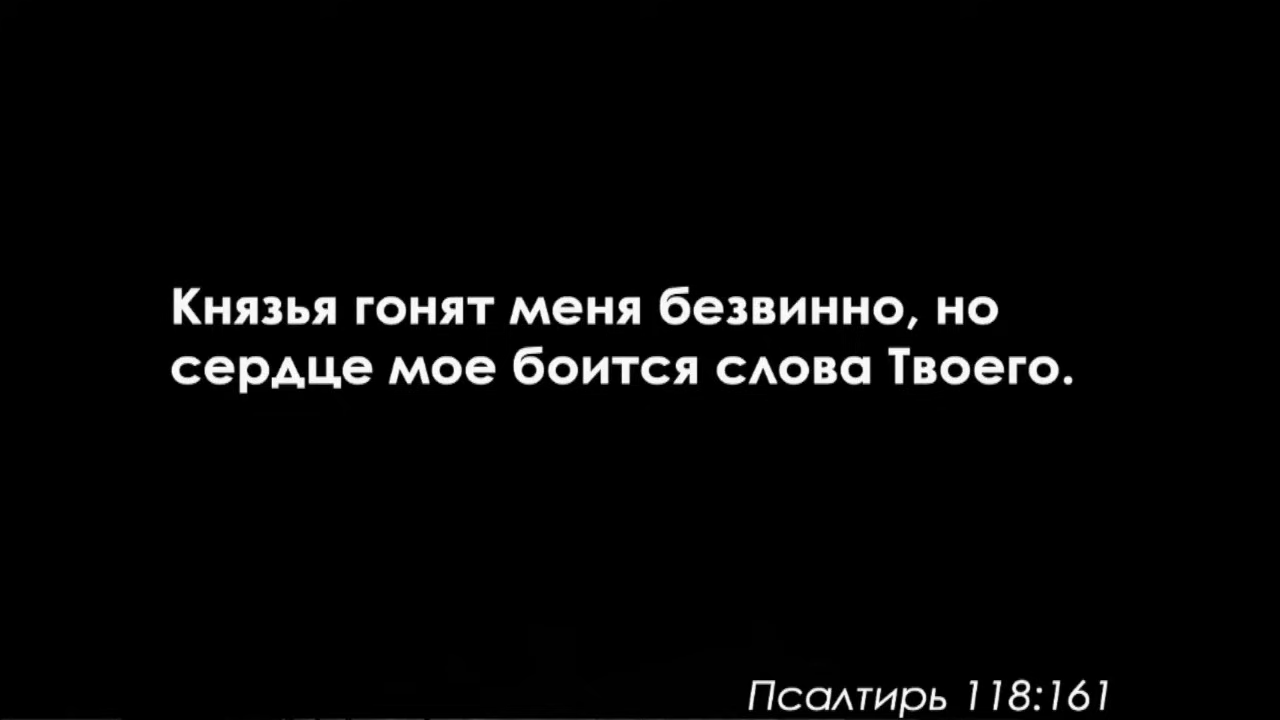 Князья гонят меня безвинно, но
сердце мое боится слова Твоего.
Псалтирь 118:161